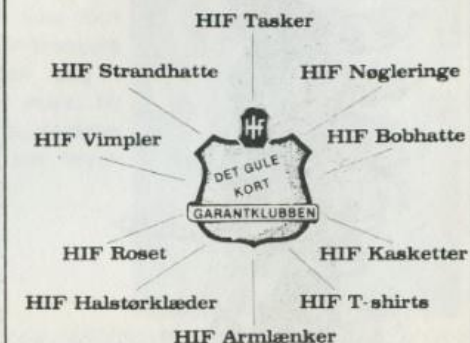 HIF Tasker
HIF Strandhatte
HIF Nøgleringe
HIF Vimpler
HIF Bobhatte
HIF
DET GULE
KORT
GARANTKLUBBEN
HIF Roset
HIF Kasketter
HIF Halstørklæder
HIF T-shirts
HIF Armlænker